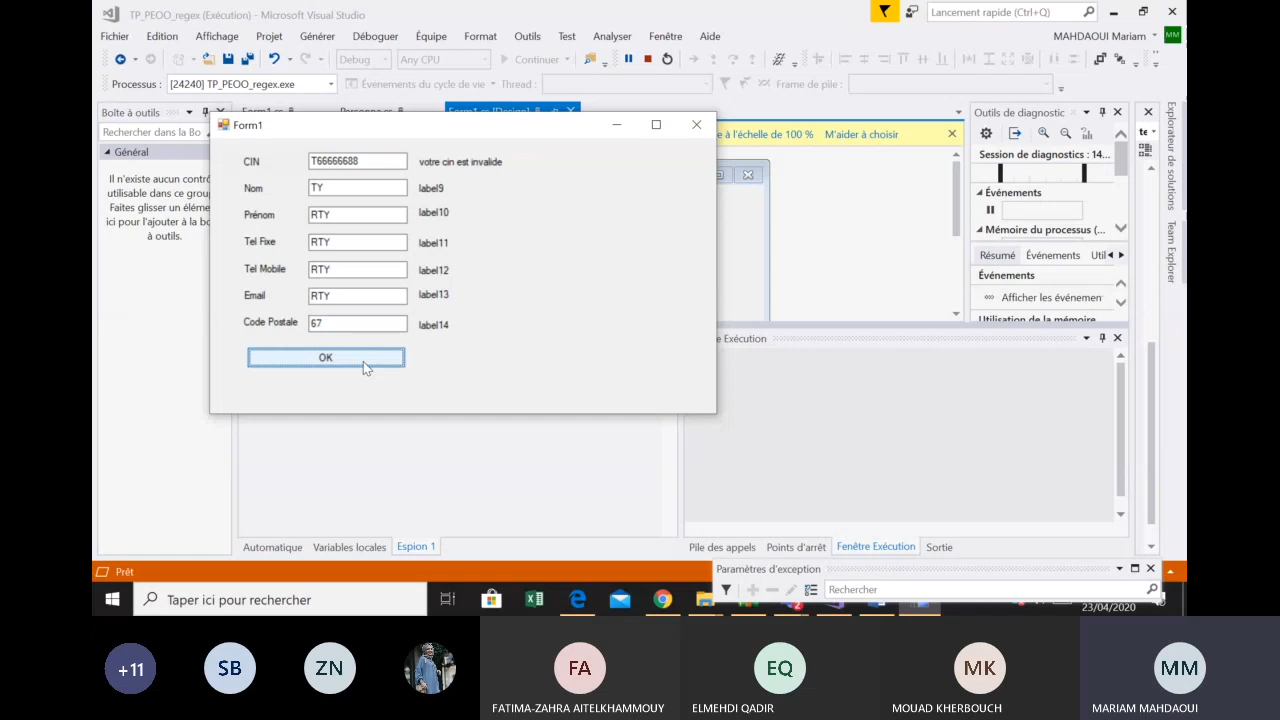 TP_PEOO_regex (Exécution) - Microsoft Visual Studio
Lancement rapide (Ctrl+Q)
Fichier Edition Affichage Projet Générer Déboguer Équipe Format Outils Test Analyser Fenêtre Aide
MAHDAOUI Mariam MM
Debug Any CPU Continuer
Processus : [24240] TP_PEOO_regex.exe Événements du cycle de vie Thread : Frame de pile :
Boîte à outils
Rechercher dans la Bo
Général
Il n'existe aucun contrô
utilisable dans ce group
Faites glisser un élémer
ici pour l'ajouter à la bo
à outils.
Form1
CIN T66666688 votre cin est invalide
Nom TY label9
Prénom RTY label10
Tel Fixe RTY label11
Tel Mobile RTY label12
Email RTY label13
Code Postale 67 label14
OK
e à l'échelle de 100 % M'aider à choisir
Outils de diagnostic
Session de diagnostics : 14...
Événements
Mémoire du processus (...
Résumé Événements Util
Événements
Afficher les événemen
Utilisation de la mémoire
te
Explorateur de solutions
Team Explorer
e Exécution
Automatique Variables locales Espion 1
Pile des appels Points d'arrêt Fenêtre Exécution Sortie
Prêt
Paramètres d'exception
Rechercher
Taper ici pour rechercher
23/04/2020
+11
SB
ZN
FA
FATIMA-ZAHRA AITELKHAMMOUY
EQ
ELMEHDI QADIR
MK
MOUAD KHERBOUCH
MM
MARIAM MAHDAOUI